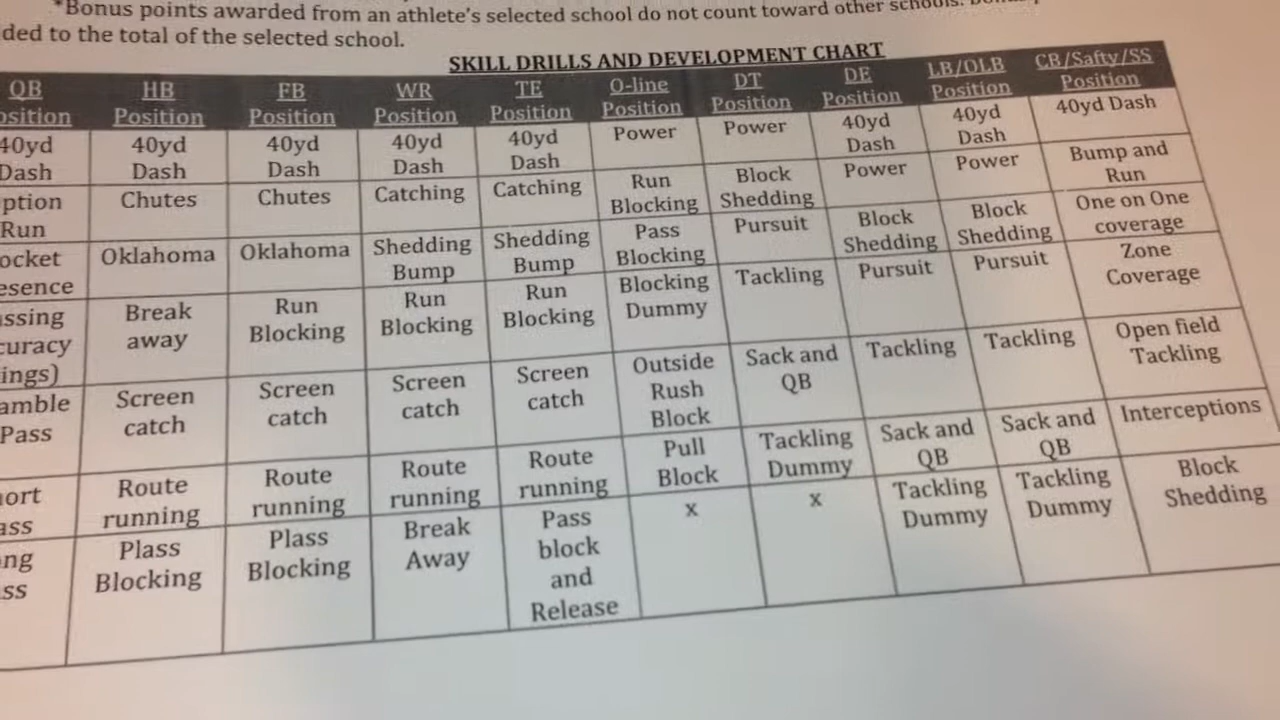 *Bonus points awarded from an athlete's selected school do not count toward other schools.
ded to the total of the selected school.
SKILL DRILLS AND DEVELOPMENT CHART
QB HB FB WR TE O-line DT DE LB/OLB CB/Safty/SS
osition Position Position Position Position Position Position Position Position Position
40yd 40yd 40yd 40yd 40yd Power Power 40yd 40yd 40yd Dash
Dash Dash Dash Dash Dash Dash Dash
ption Chutes Chutes Catching Catching Run Block Power Power Bump and
Run Blocking Shedding Run
ocket Oklahoma Oklahoma Shedding Shedding Pass Pursuit Block Block One on One
esence Bump Bump Blocking Shedding Shedding coverage
assing Break Run Run Run Blocking Tackling Pursuit Pursuit Zone
curacy away Blocking Blocking Blocking Dummy Coverage
ings)
amble Screen Screen Screen Screen Outside Sack and Tackling Tackling Open field
Pass catch catch catch catch Rush QB Tackling
Block
ort Route Route Route Route Pull Tackling Sack and Sack and Interceptions
ass running running running running Block Dummy QB QB
ng Plass Plass Break Pass x x Tackling Tackling Block
ss Blocking Blocking Away block Dummy Dummy Shedding
and
Release